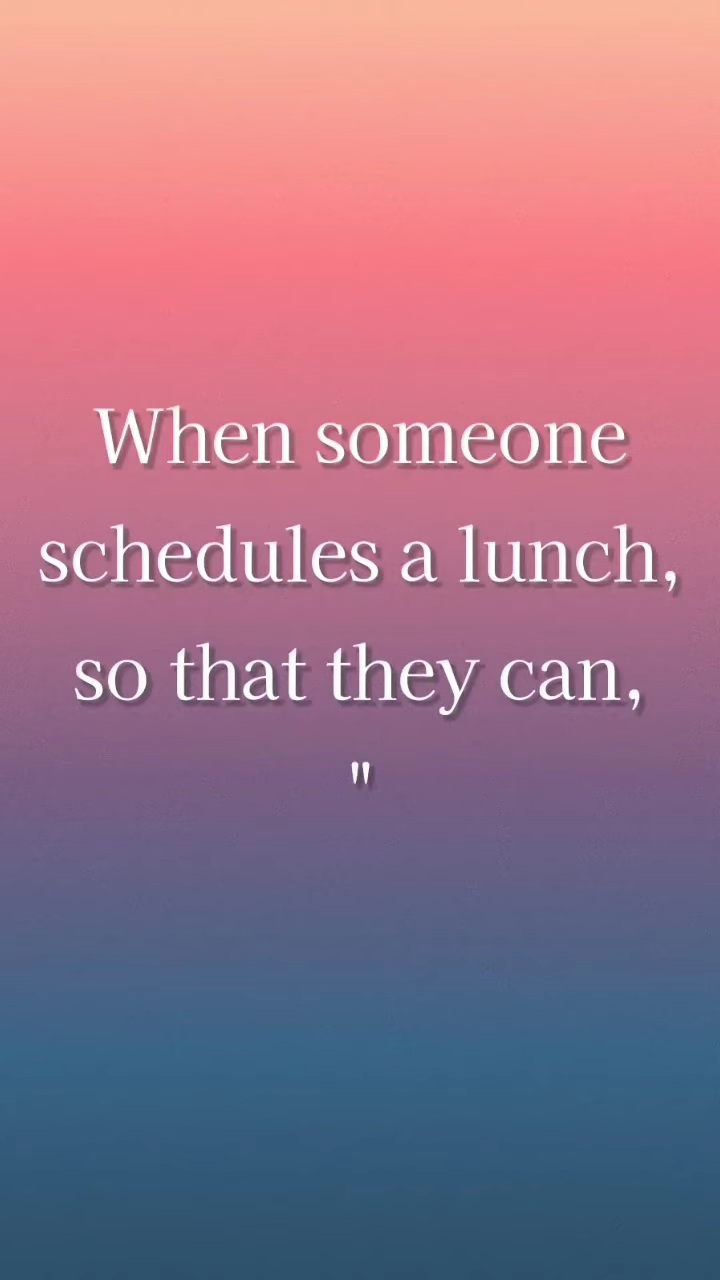 When someone
schedules a lunch,
so that they can,
"